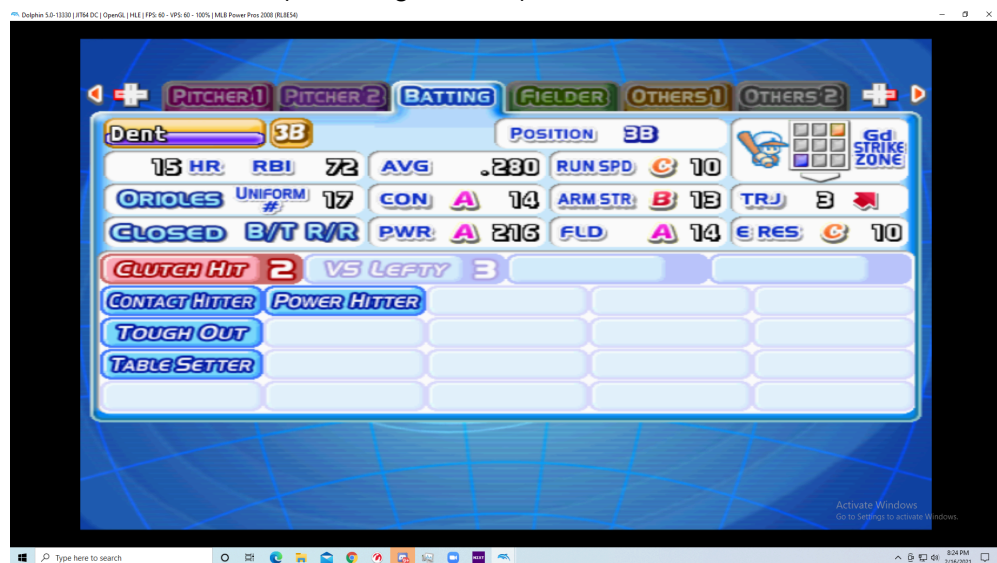 Dolphin 5.0-13330 | JIT64 DC | OpenGL | HLE | FPS: 60 - VPS: 60 - 100% | MLB Power Pros 2008 (RL8E54)
PITCHER 1 PITCHER 2 BATTING FIELDER OTHERS 1 OTHERS 2
Dent 3B POSITION 3B Gd STRIKE ZONE
15 HR RBI 72 AVG .280 RUN SPD C 10
ORIOLES UNIFORM # 17 CON A 14 ARM STR B 13 TRJ 3
CLOSED B/T R/R PWR A 216 FLD A 14 E RES C 10
CLUTCH HIT 2 VS LEFTY 3
CONTACT HITTER POWER HITTER
TOUGH OUT
TABLE SETTER
Activate Windows
Go to Settings to activate Windows.
Type here to search 8:24 PM
3/16/2021